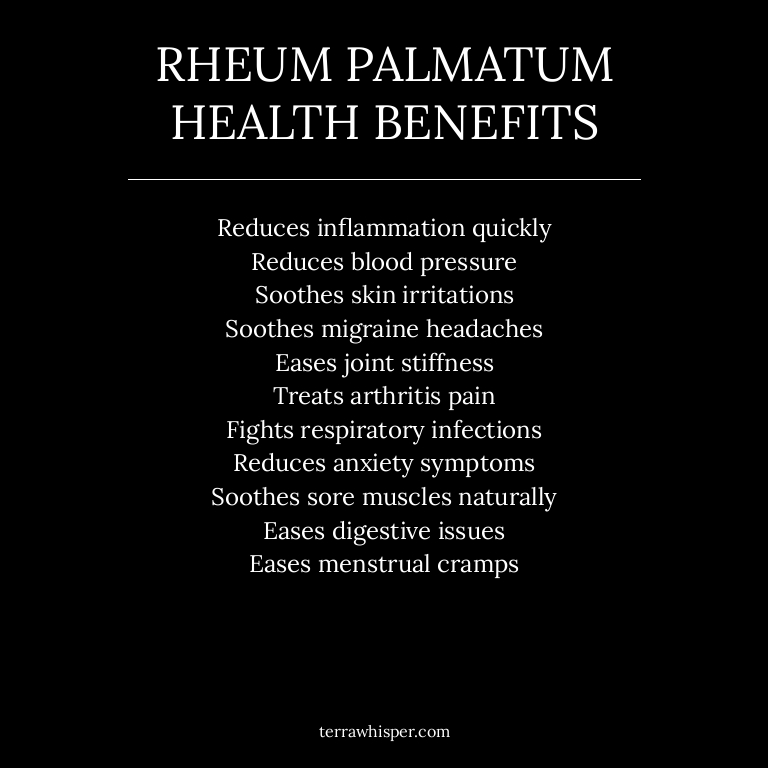 RHEUM PALMATUM
HEALTH BENEFITS
Reduces inflammation quickly
Reduces blood pressure
Soothes skin irritations
Soothes migraine headaches
Eases joint stiffness
Treats arthritis pain
Fights respiratory infections
Reduces anxiety symptoms
Soothes sore muscles naturally
Eases digestive issues
Eases menstrual cramps
terrawhisper.com